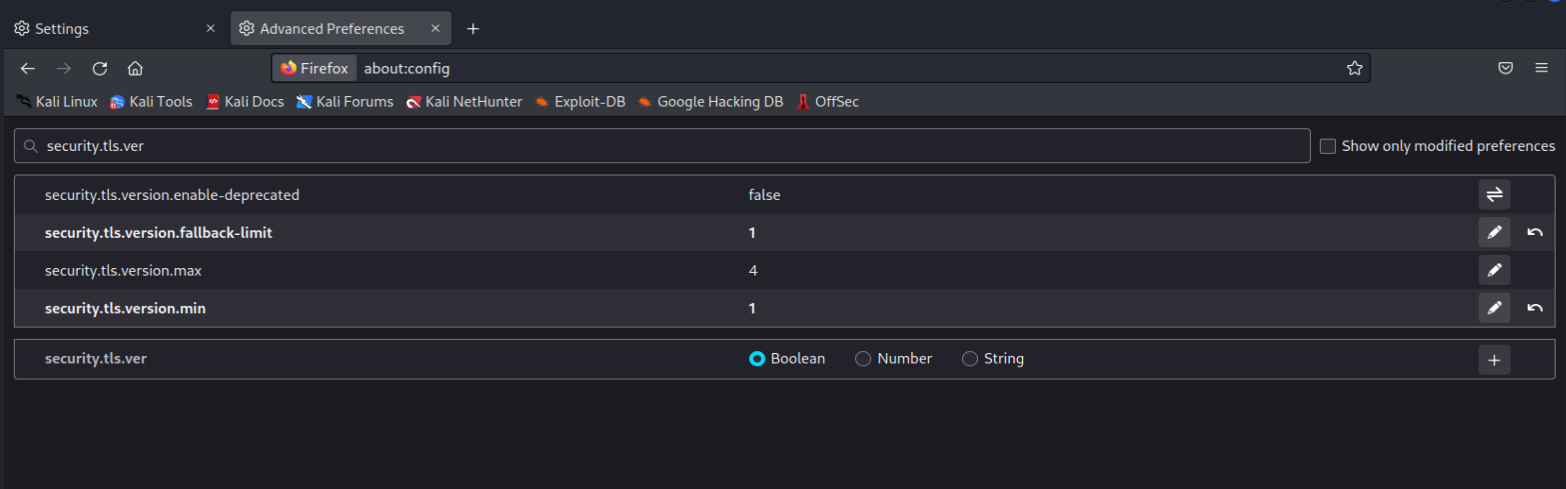 Settings × Advanced Preferences × +
Firefox about:config
Kali Linux Kali Tools Kali Docs Kali Forums Kali NetHunter Exploit-DB Google Hacking DB OffSec
security.tls.ver Show only modified preferences
security.tls.version.enable-deprecated false
security.tls.version.fallback-limit 1
security.tls.version.max 4
security.tls.version.min 1
security.tls.ver Boolean Number String